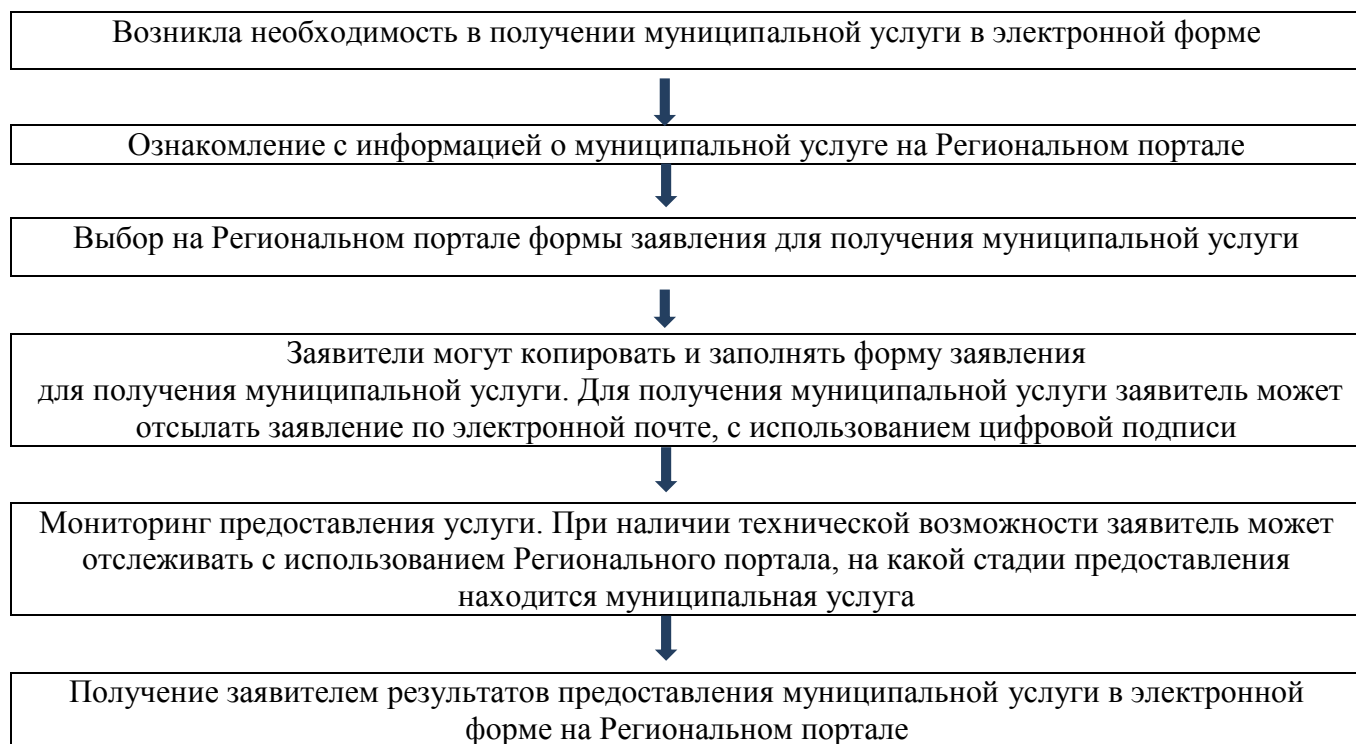 Возникла необходимость в получении муниципальной услуги в электронной форме
Ознакомление с информацией о муниципальной услуге на Региональном портале
Выбор на Региональном портале формы заявления для получения муниципальной услуги
Заявители могут копировать и заполнять форму заявления
для получения муниципальной услуги. Для получения муниципальной услуги заявитель может
отсылать заявление по электронной почте, с использованием цифровой подписи
Мониторинг предоставления услуги. При наличии технической возможности заявитель может
отслеживать с использованием Регионального портала, на какой стадии предоставления
находится муниципальная услуга
Получение заявителем результатов предоставления муниципальной услуги в электронной
форме на Региональном портале